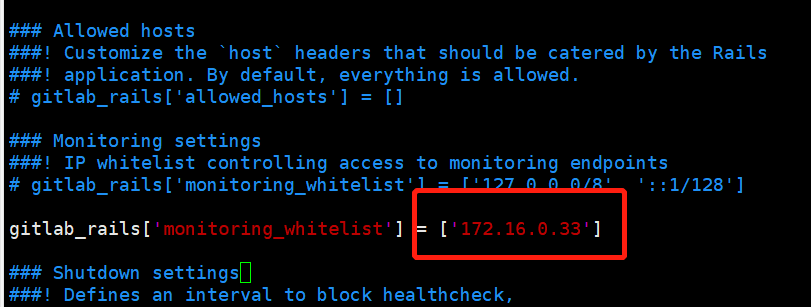 ### Allowed hosts
###! Customize the `host` headers that should be catered by the Rails
###! application. By default, everything is allowed.
# gitlab_rails['allowed_hosts'] = []
### Monitoring settings
###! IP whitelist controlling access to monitoring endpoints
# gitlab_rails['monitoring_whitelist'] = ['127.0.0.0/8', '::1/128']
gitlab_rails['monitoring_whitelist'] = ['172.16.0.33']
### Shutdown settings
###! Defines an interval to block healthcheck,